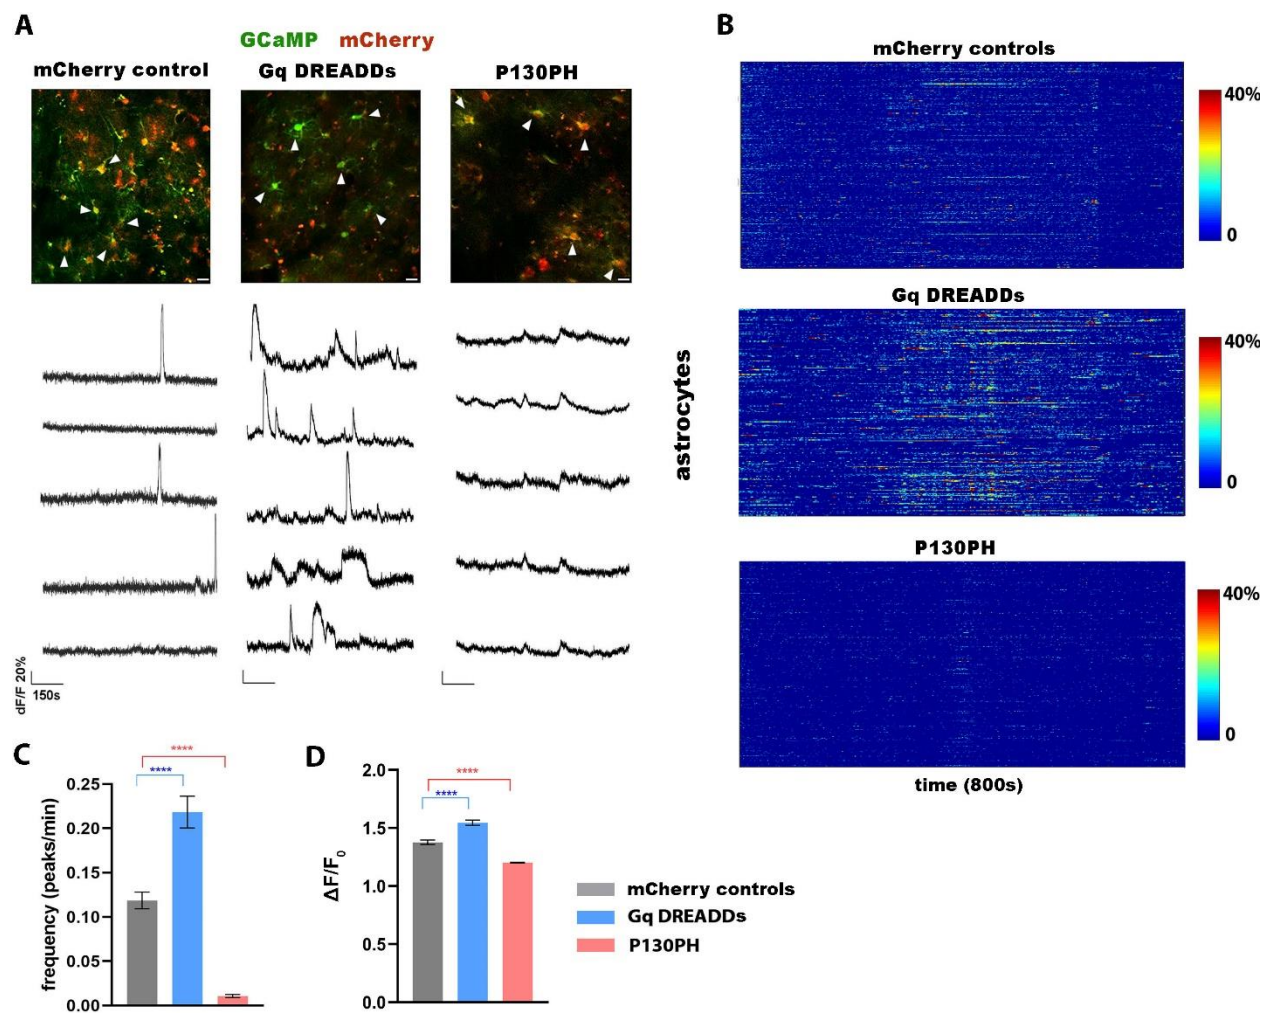 A
GCaMP mCherry
mCherry control
Gq DREADDs
P130PH
dF/F 20%
150s
B
mCherry controls
40%
0
Gq DREADDs
40%
0
P130PH
40%
0
astrocytes
time (800s)
C
****
****
frequency (peaks/min)
0.25
0.20
0.15
0.10
0.05
0.00
D
****
****
ΔF/F0
2.0
1.5
1.0
0.5
0.0
mCherry controls
Gq DREADDs
P130PH